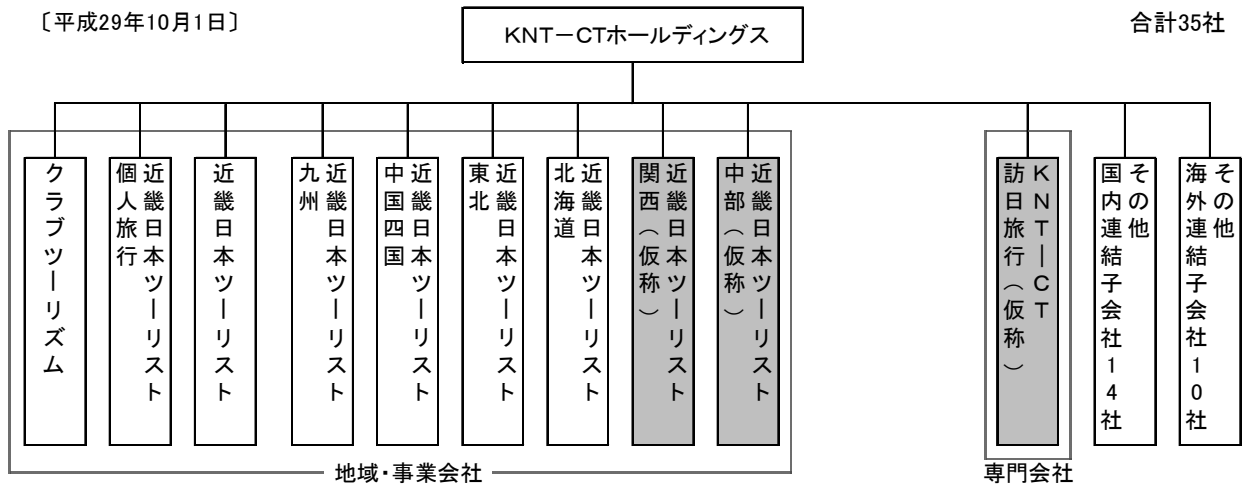 〔平成29年10月1日〕
KNT－CTホールディングス
合計35社
クラブツーリズム
近畿日本ツーリスト
個人旅行
近畿日本ツーリスト
近畿日本ツーリスト
九州
近畿日本ツーリスト
中国四国
近畿日本ツーリスト
東北
近畿日本ツーリスト
北海道
近畿日本ツーリスト
関西（仮称）
近畿日本ツーリスト
中部（仮称）
KNT－CT
訪日旅行（仮称）
その他
国内連結子会社14社
その他
海外連結子会社10社
地域・事業会社
専門会社